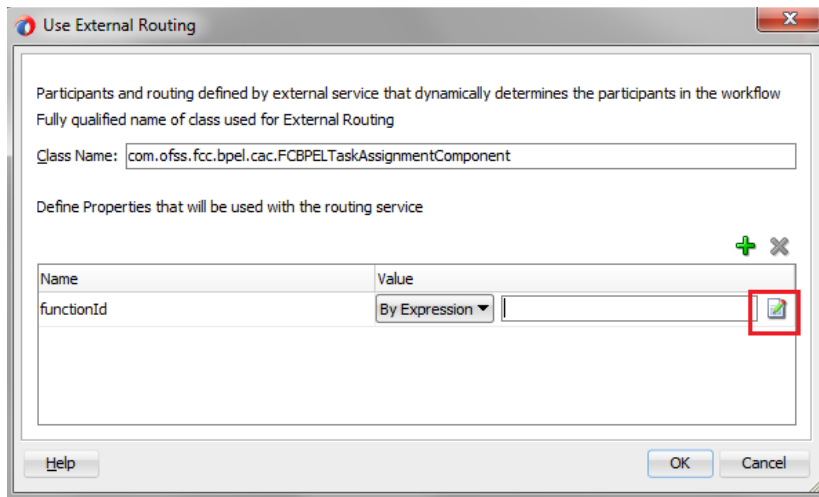 Use External Routing
Participants and routing defined by external service that dynamically determines the participants in the workflow
Fully qualified name of class used for External Routing
Class Name: com.ofss.fcc.bpel.cac.FCBPELTaskAssignmentComponent
Define Properties that will be used with the routing service
Name Value
functionId By Expression
Help OK Cancel